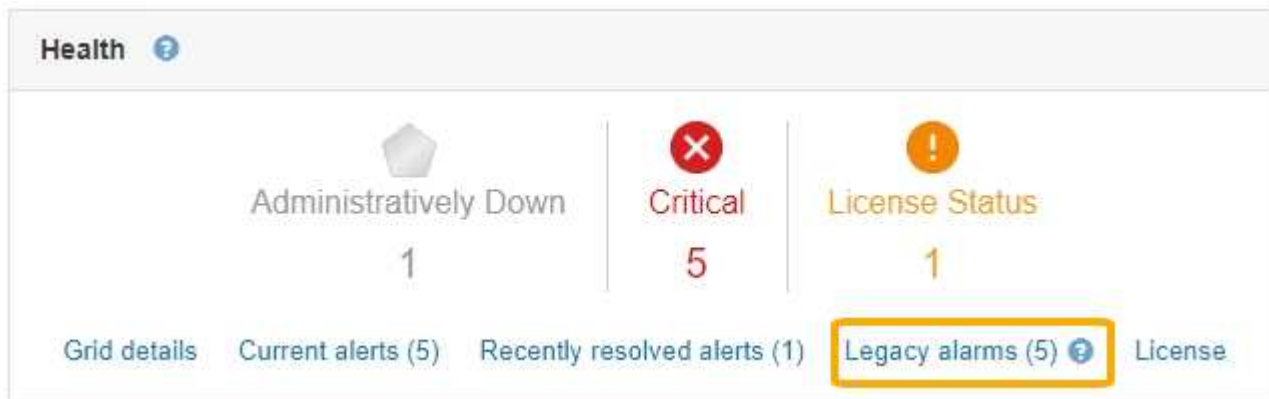 Health ?
Administratively Down Critical License Status
1 5 1
Grid details Current alerts (5) Recently resolved alerts (1) Legacy alarms (5) ? License